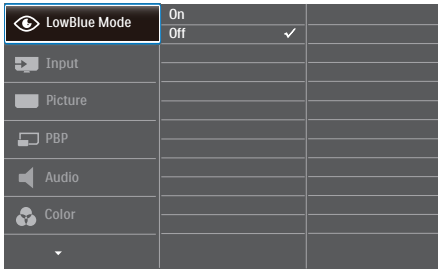 LowBlue Mode
On
Off
Input
Picture
PBP
Audio
Color